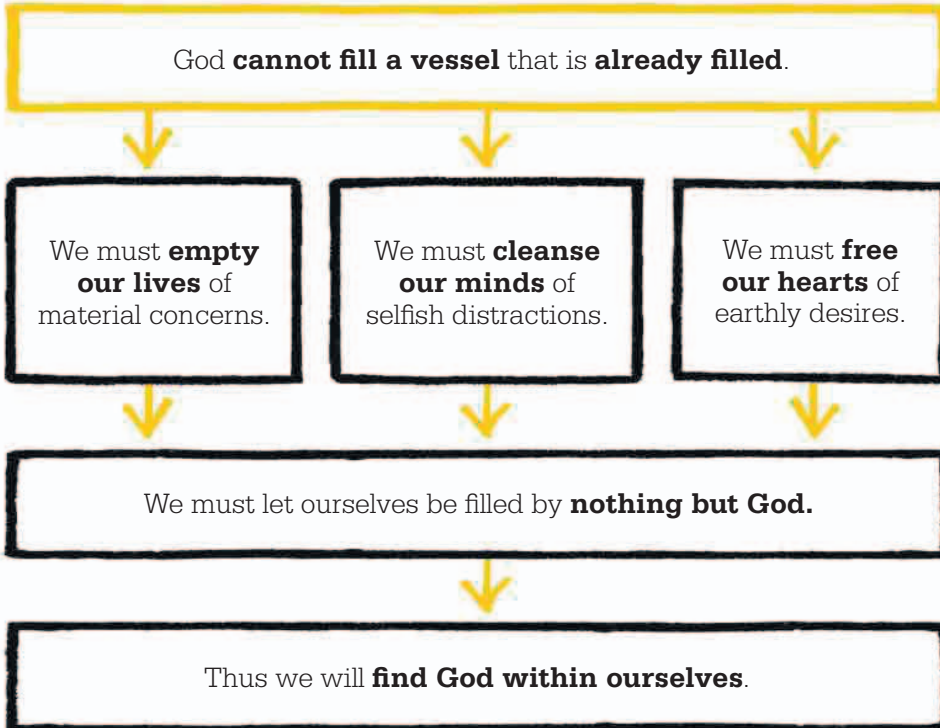 God cannot fill a vessel that is already filled.
We must empty
our lives of
material concerns.
We must cleanse
our minds of
selfish distractions.
We must free
our hearts of
earthly desires.
We must let ourselves be filled by nothing but God.
Thus we will find God within ourselves.